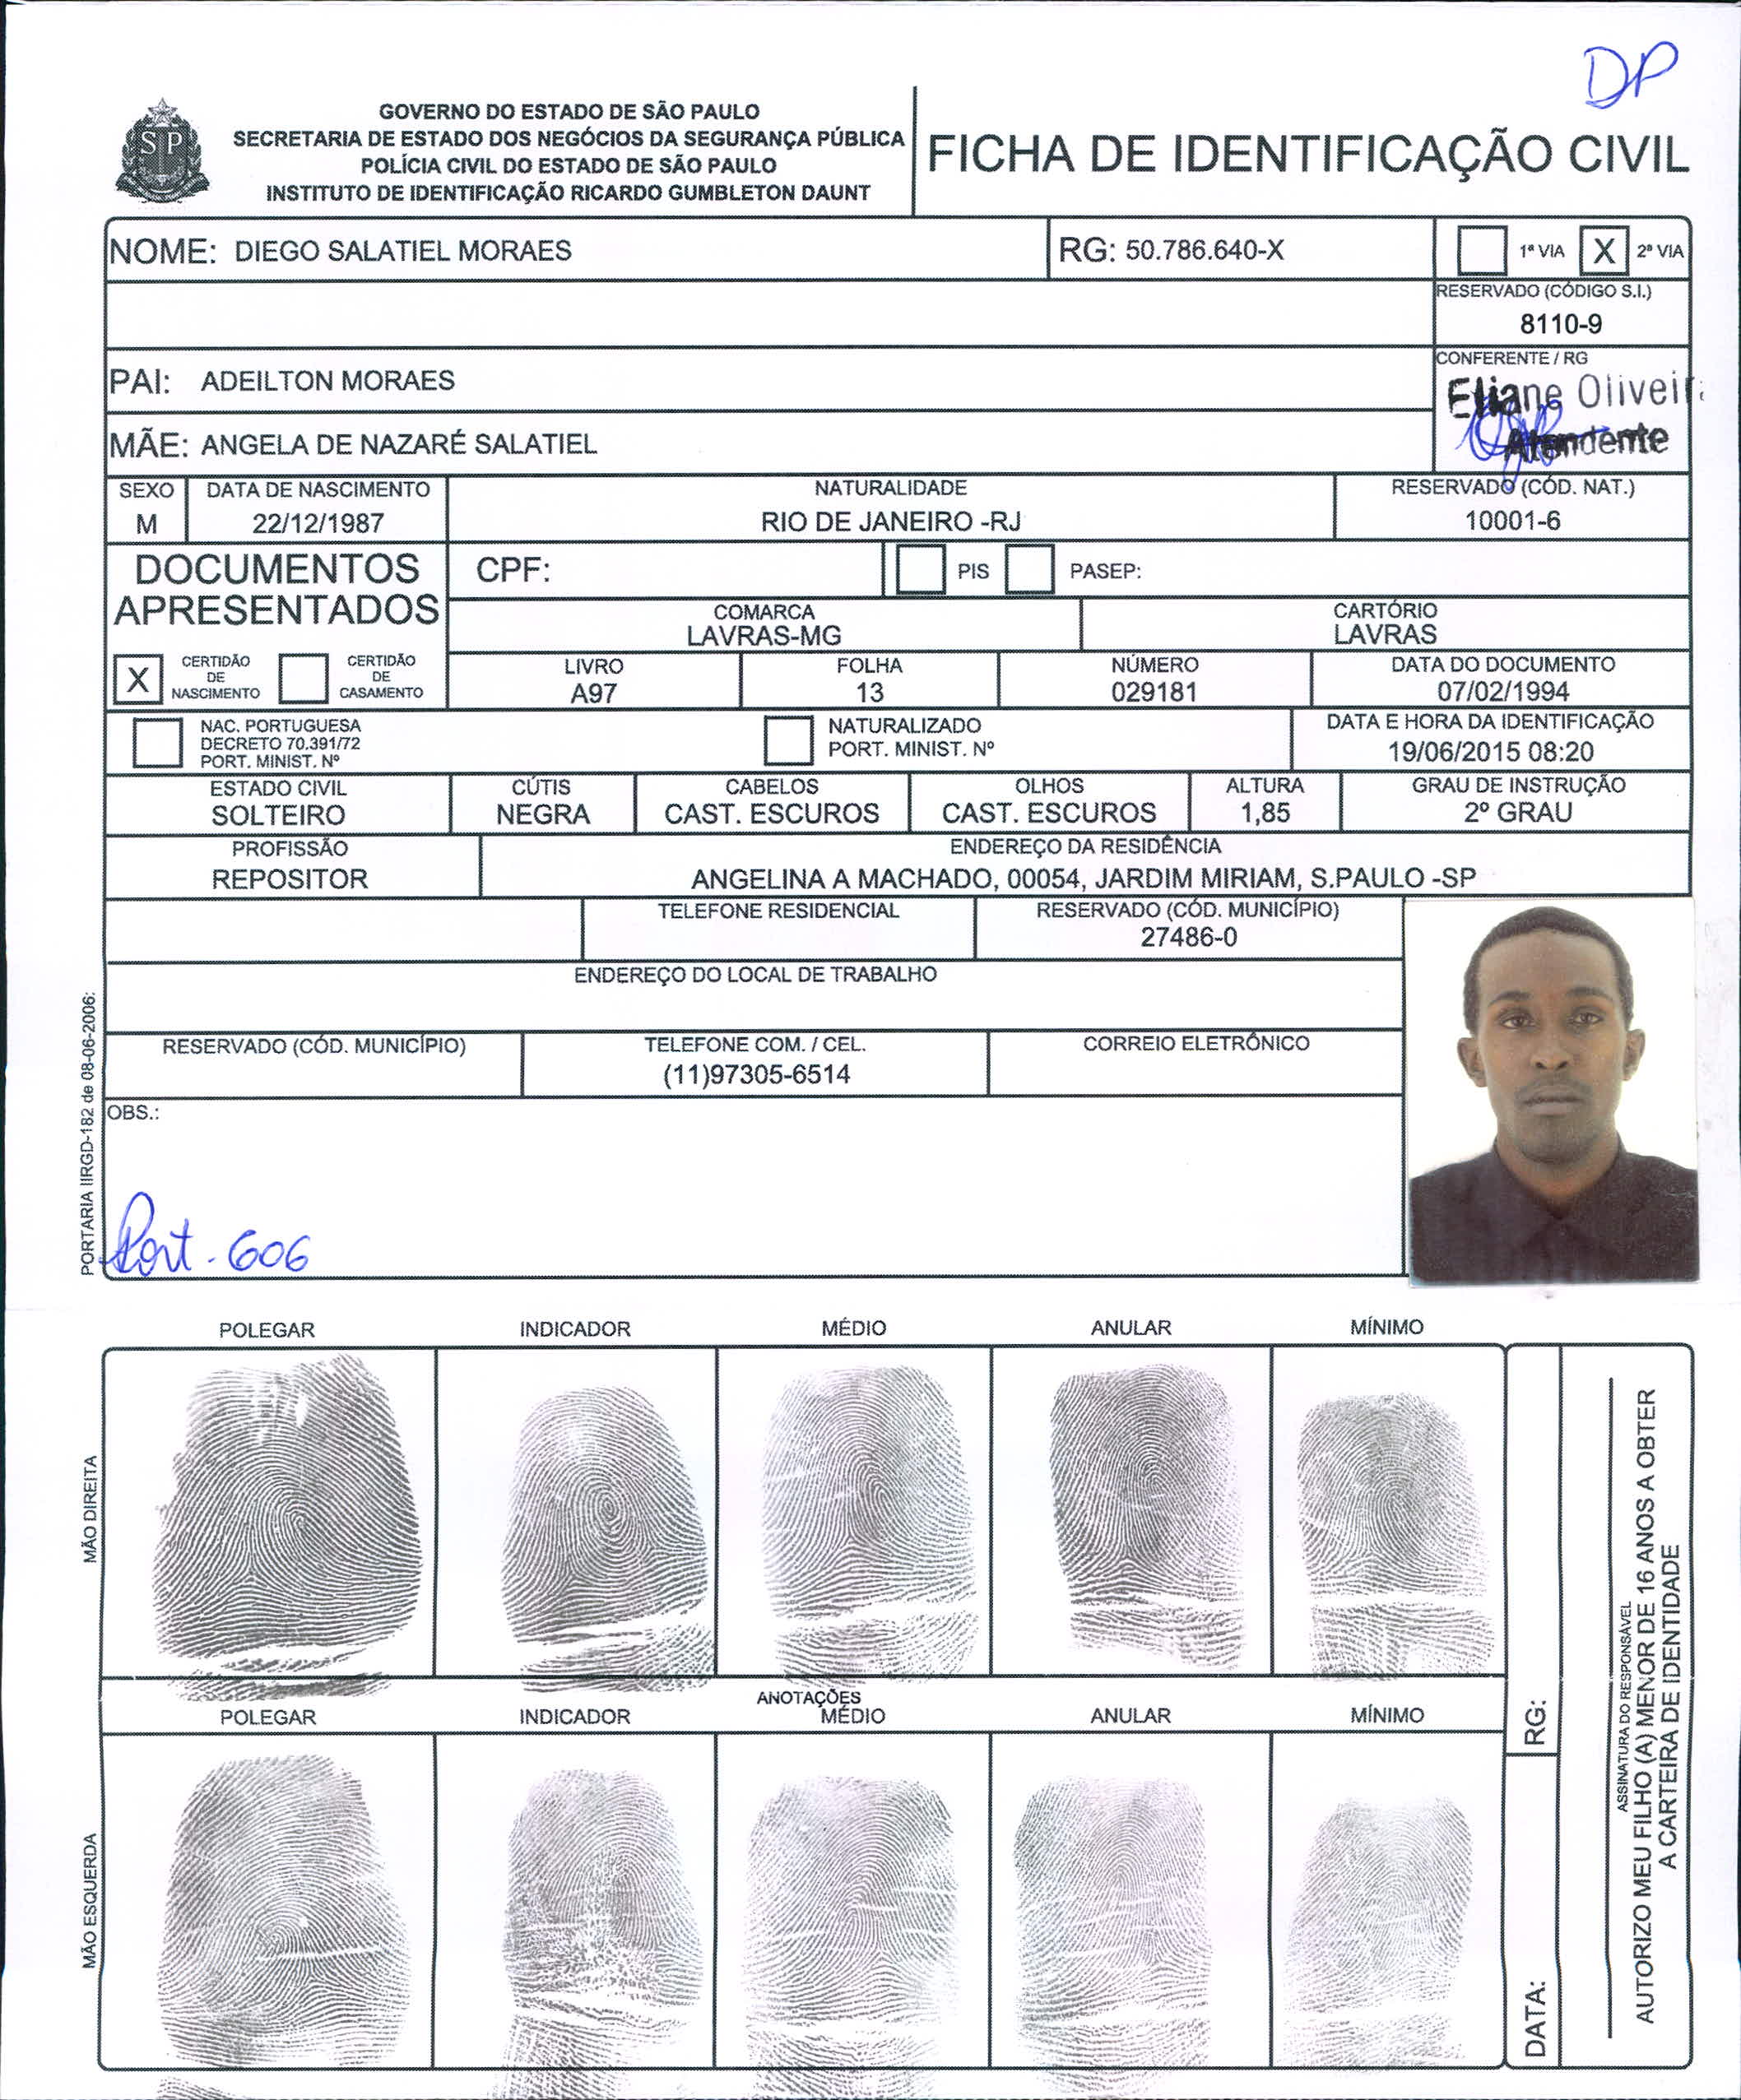 DP
GOVERNO DO ESTADO DE SÃO PAULO
SECRETARIA DE ESTADO DOS NEGÓCIOS DA SEGURANÇA PÚBLICA
POLÍCIA CIVIL DO ESTADO DE SÃO PAULO
INSTITUTO DE IDENTIFICAÇÃO RICARDO GUMBLETON DAUNT
SP
FICHA DE IDENTIFICAÇÃO CIVIL
NOME: DIEGO SALATIEL MORAES RG: 50.786.640-X 1ª VIA X 2ª VIA
RESERVADO (CÓDIGO S.I.)
8110-9
PAI: ADEILTON MORAES
CONFERENTE / RG
Eliane Oliveira
Atendente
MÃE: ANGELA DE NAZARÉ SALATIEL
SEXO DATA DE NASCIMENTO NATURALIDADE RESERVADO (CÓD. NAT.)
M 22/12/1987 RIO DE JANEIRO -RJ 10001-6
DOCUMENTOS APRESENTADOS
CPF: PIS PASEP:
COMARCA CARTÓRIO
LAVRAS-MG LAVRAS
X CERTIDÃO DE NASCIMENTO CERTIDÃO DE CASAMENTO
LIVRO FOLHA NÚMERO DATA DO DOCUMENTO
A97 13 029181 07/02/1994
NAC. PORTUGUESA
DECRETO 70.391/72
PORT. MINIST. Nº
NATURALIZADO
PORT. MINIST. Nº
DATA E HORA DA IDENTIFICAÇÃO
19/06/2015 08:20
ESTADO CIVIL CÚTIS CABELOS OLHOS ALTURA GRAU DE INSTRUÇÃO
SOLTEIRO NEGRA CAST. ESCUROS CAST. ESCUROS 1,85 2º GRAU
PROFISSÃO ENDEREÇO DA RESIDÊNCIA
REPOSITOR ANGELINA A MACHADO, 00054, JARDIM MIRIAM, S.PAULO -SP
TELEFONE RESIDENCIAL RESERVADO (CÓD. MUNICÍPIO)
27486-0
ENDEREÇO DO LOCAL DE TRABALHO
RESERVADO (CÓD. MUNICÍPIO) TELEFONE COM. / CEL. CORREIO ELETRÔNICO
(11)97305-6514
OBS.:
Port. 606
PORTARIA IIRGD-182 de 08-06-2006:
POLEGAR INDICADOR MÉDIO ANULAR MÍNIMO
MÃO DIREITA
ANOTAÇÕES
POLEGAR INDICADOR MÉDIO ANULAR MÍNIMO
MÃO ESQUERDA
RG:
DATA:
ASSINATURA DO RESPONSÁVEL
AUTORIZO MEU FILHO (A) MENOR DE 16 ANOS A OBTER
A CARTEIRA DE IDENTIDADE